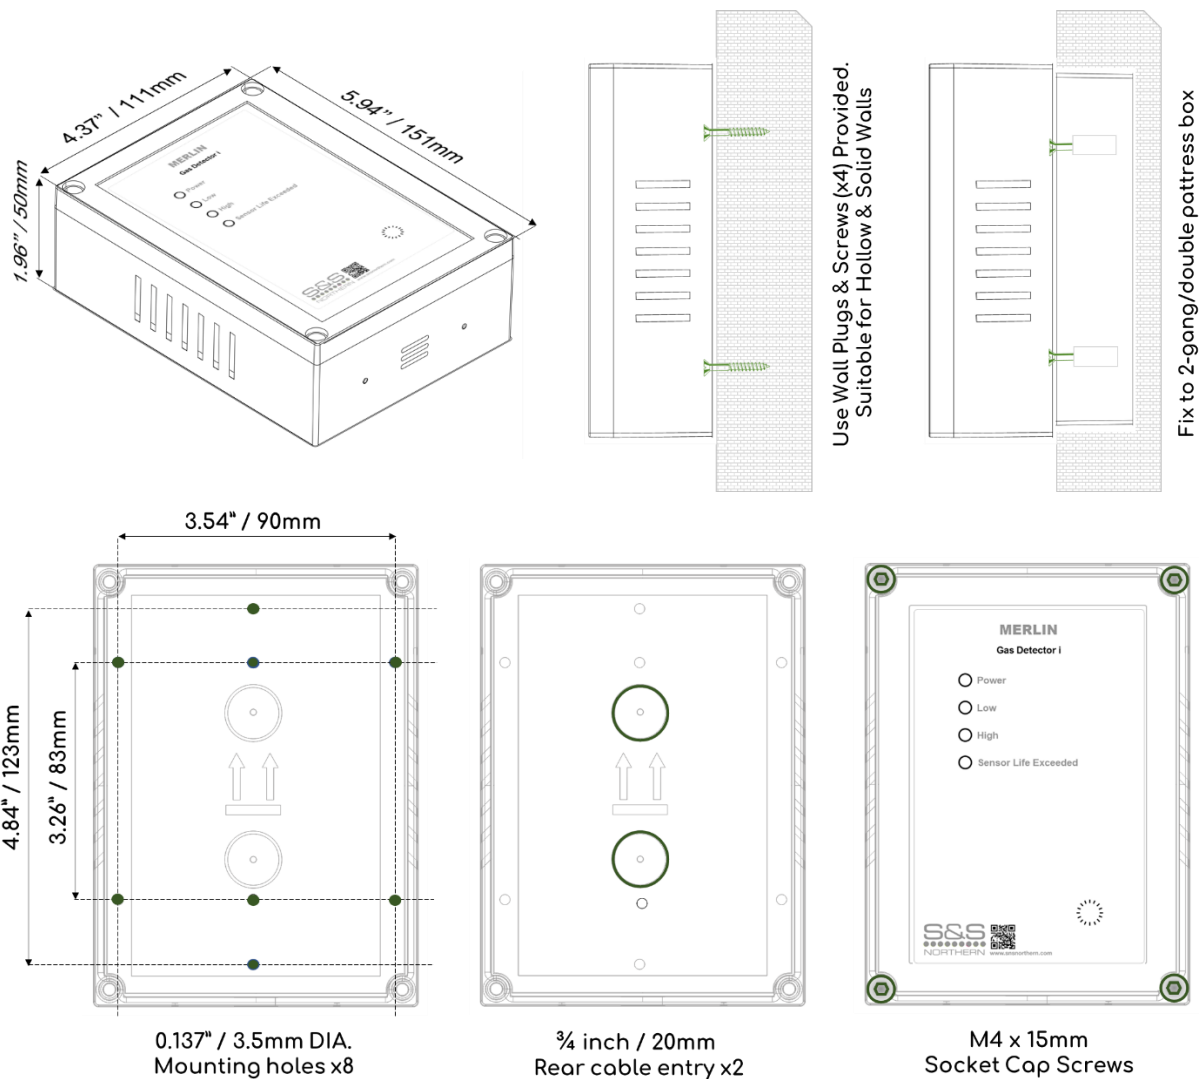 4.37" / 111mm
5.94" / 151mm
1.96" / 50mm
MERLIN
Gas Detector i
Power
Low
High
Sensor Life Exceeded
S&S
NORTHERN
Use Wall Plugs & Screws (x4) Provided.
Suitable for Hollow & Solid Walls
Fix to 2-gang/double pattress box
3.54" / 90mm
4.84" / 123mm
3.26" / 83mm
0.137" / 3.5mm DIA.
Mounting holes x8
¾ inch / 20mm
Rear cable entry x2
MERLIN
Gas Detector i
Power
Low
High
Sensor Life Exceeded
S&S
NORTHERN www.snsnorthern.com
M4 x 15mm
Socket Cap Screws